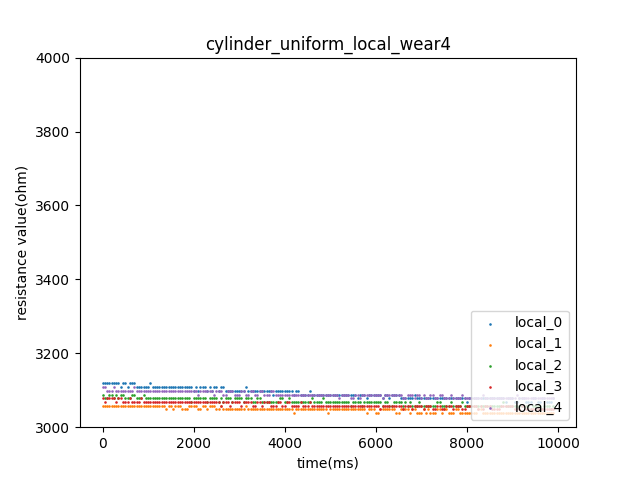 cylinder_uniform_local_wear4
4000
3800
3600
3400
3200
3000
resistance value(ohm)
0 2000 4000 6000 8000 10000
time(ms)
local_0
local_1
local_2
local_3
local_4